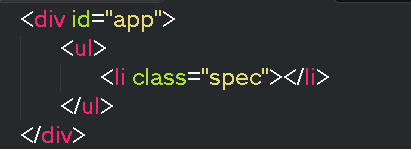 <div id="app">
<ul>
<li class="spec"></li>
</ul>
</div>